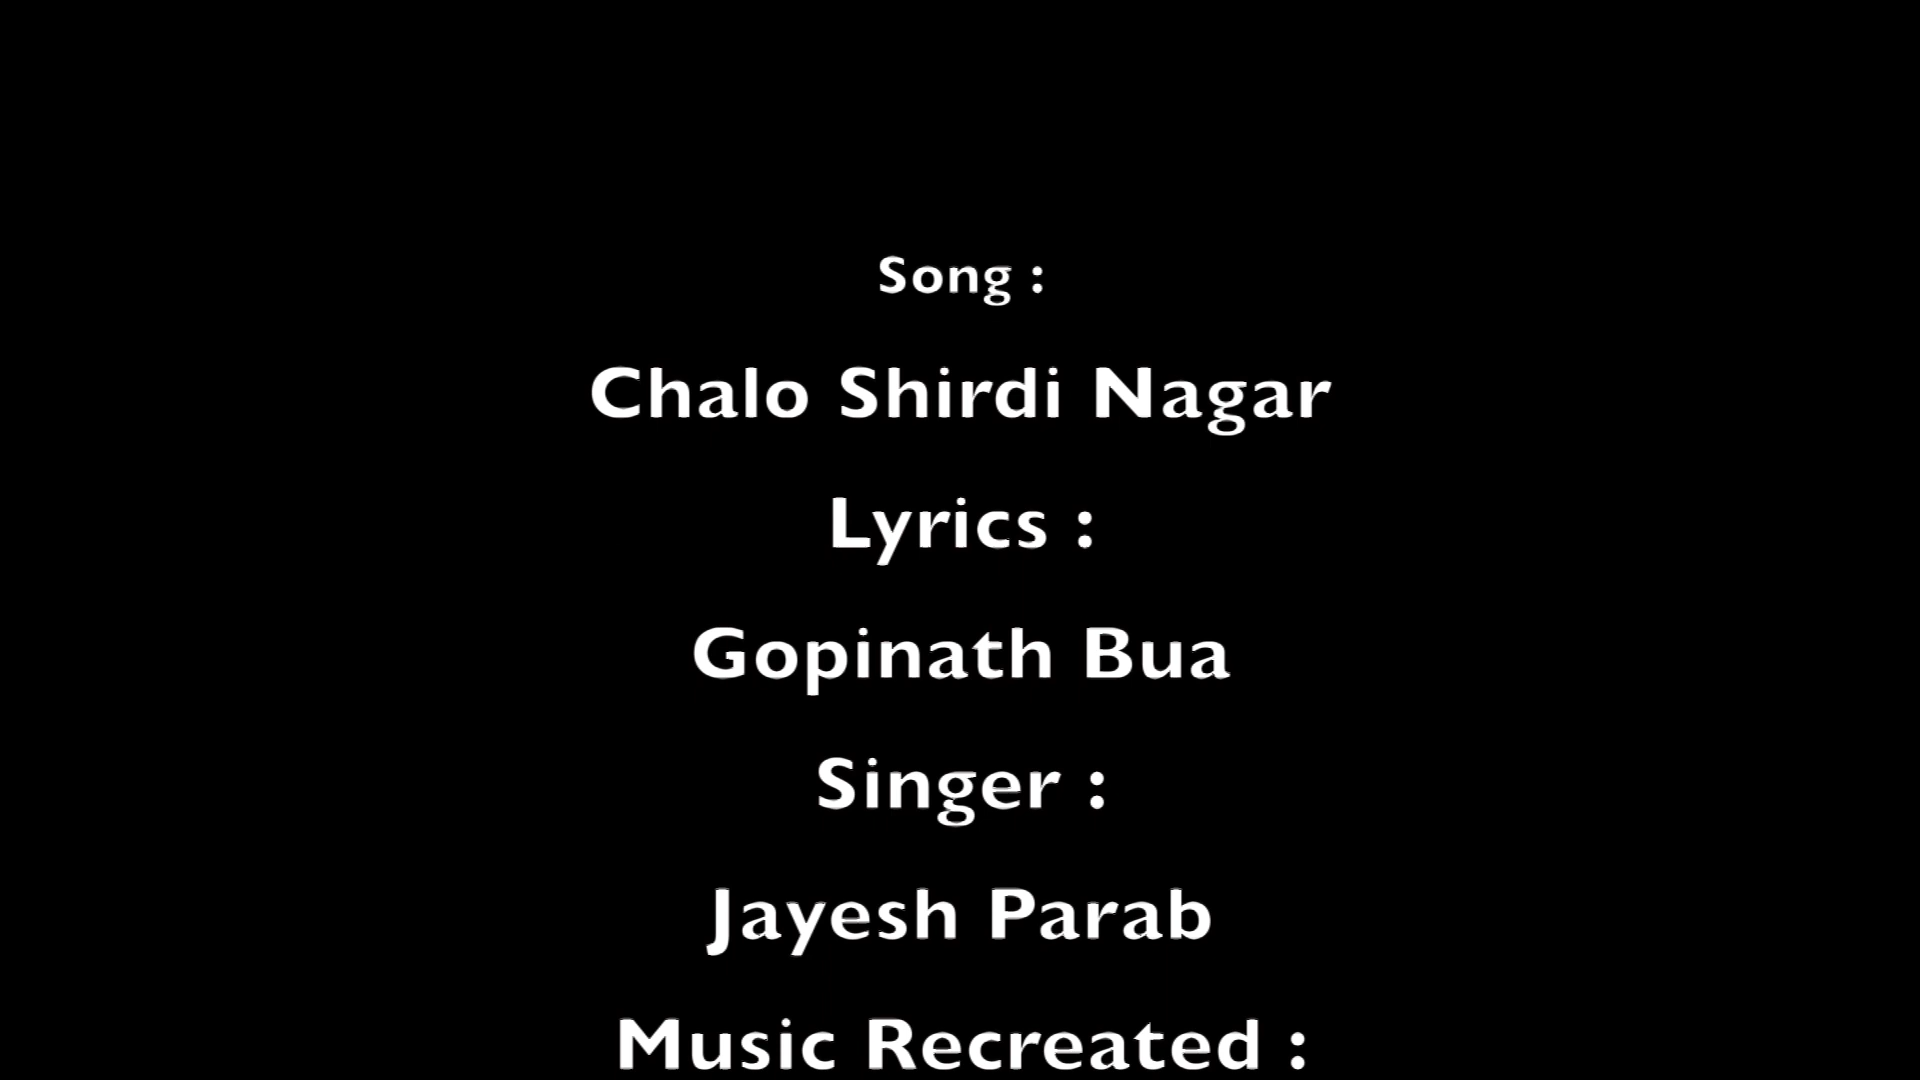 Song :
Chalo Shirdi Nagar
Lyrics :
Gopinath Bua
Singer :
Jayesh Parab
Music Recreated :